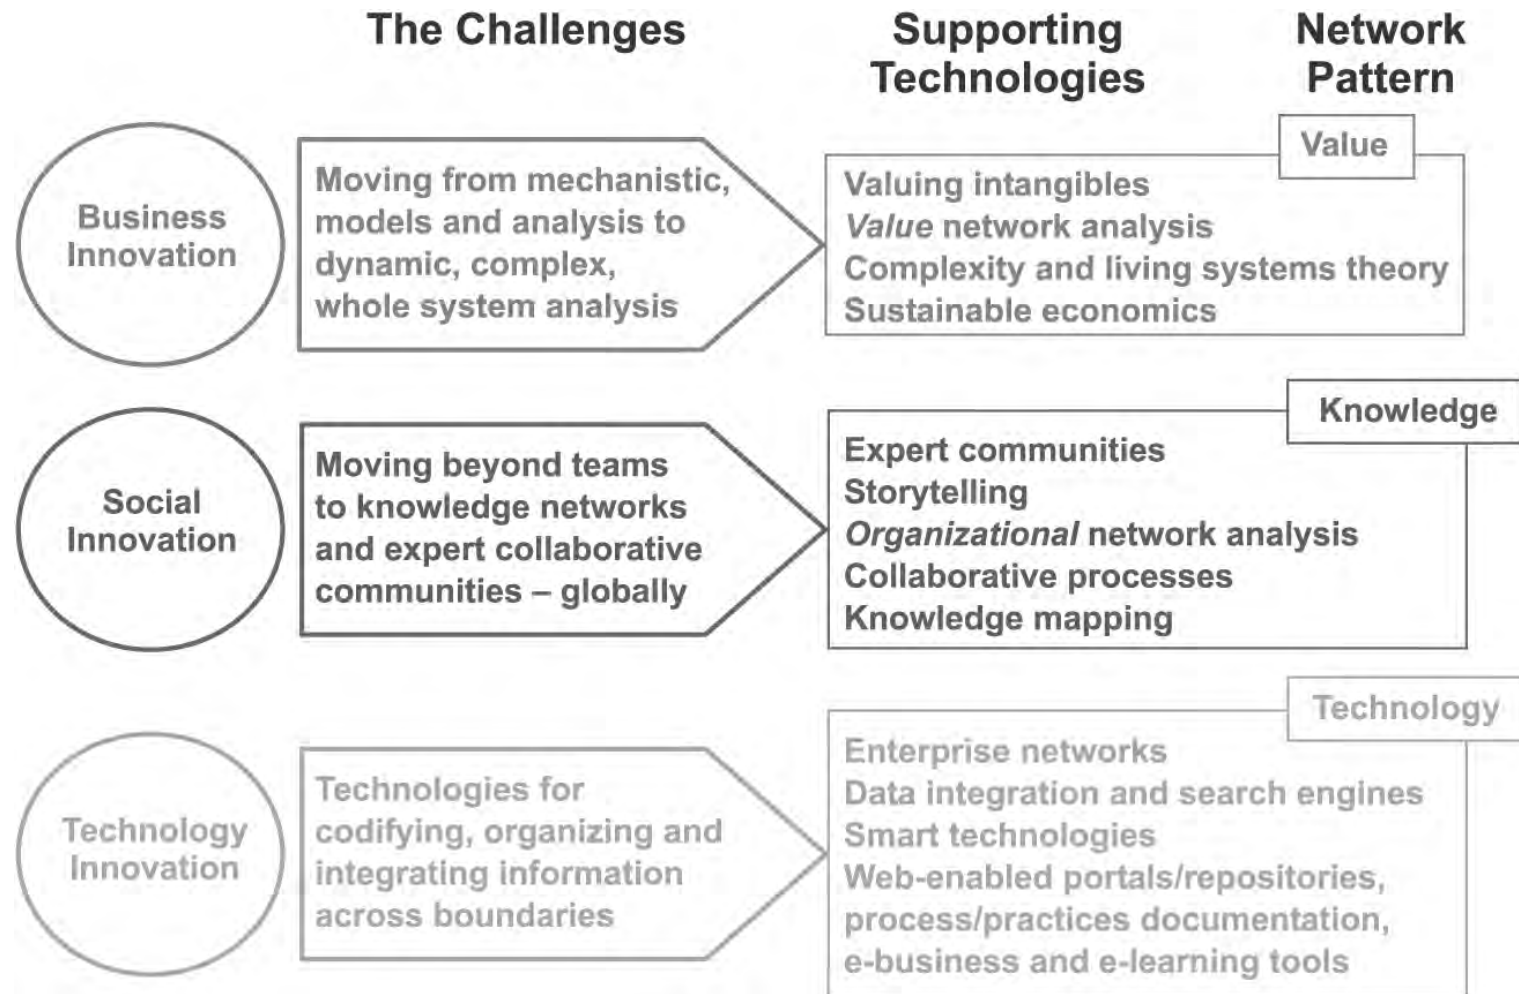 The Challenges
Supporting
Technologies
Network
Pattern
Business
Innovation
Moving from mechanistic,
models and analysis to
dynamic, complex,
whole system analysis
Value
Valuing intangibles
Value network analysis
Complexity and living systems theory
Sustainable economics
Social
Innovation
Moving beyond teams
to knowledge networks
and expert collaborative
communities – globally
Knowledge
Expert communities
Storytelling
Organizational network analysis
Collaborative processes
Knowledge mapping
Technology
Innovation
Technologies for
codifying, organizing and
integrating information
across boundaries
Technology
Enterprise networks
Data integration and search engines
Smart technologies
Web-enabled portals/repositories,
process/practices documentation,
e-business and e-learning tools